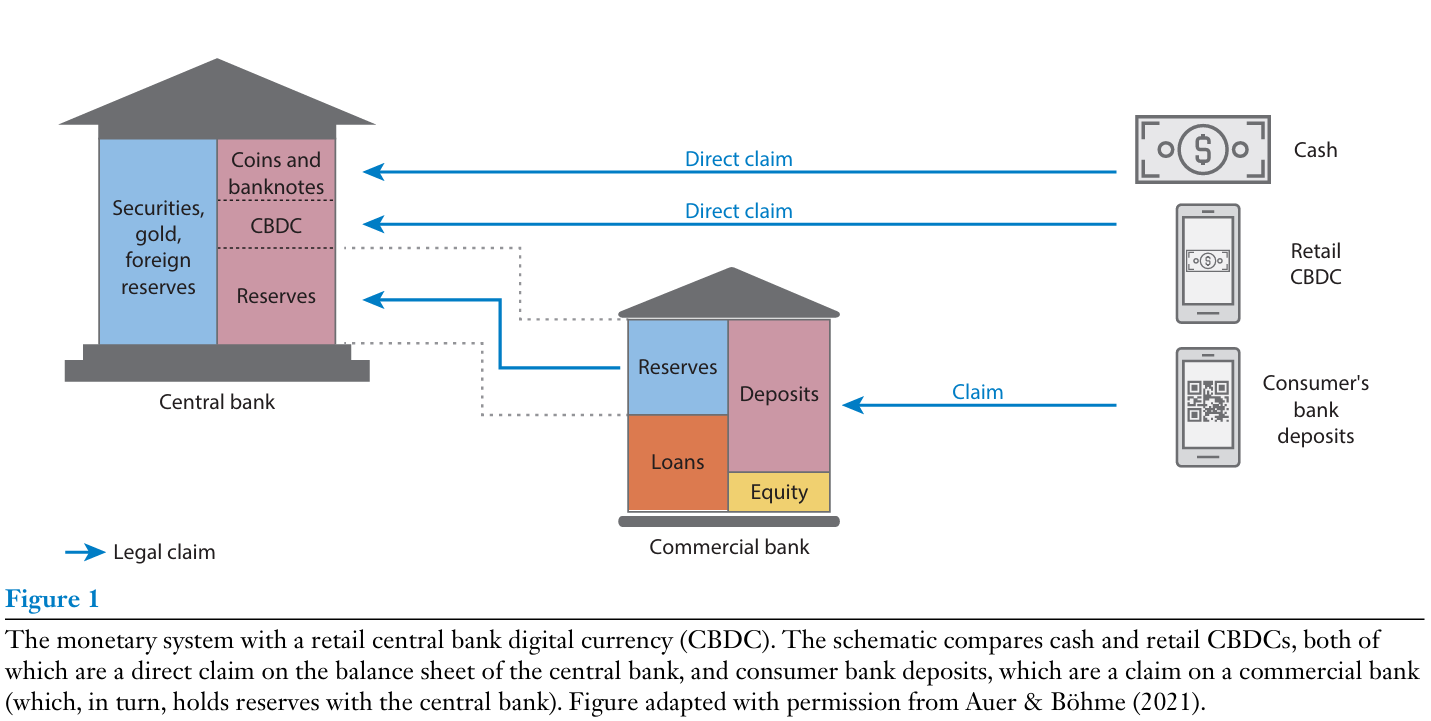 Coins and
banknotes
Securities,
gold,
foreign
reserves
CBDC
Reserves
Central bank
Direct claim
Direct claim
Reserves
Deposits
Loans
Equity
Commercial bank
Claim
$
Cash
$
Retail
CBDC
Consumer's
bank
deposits
Legal claim
Figure 1
The monetary system with a retail central bank digital currency (CBDC). The schematic compares cash and retail CBDCs, both of
which are a direct claim on the balance sheet of the central bank, and consumer bank deposits, which are a claim on a commercial bank
(which, in turn, holds reserves with the central bank). Figure adapted with permission from Auer & Böhme (2021).